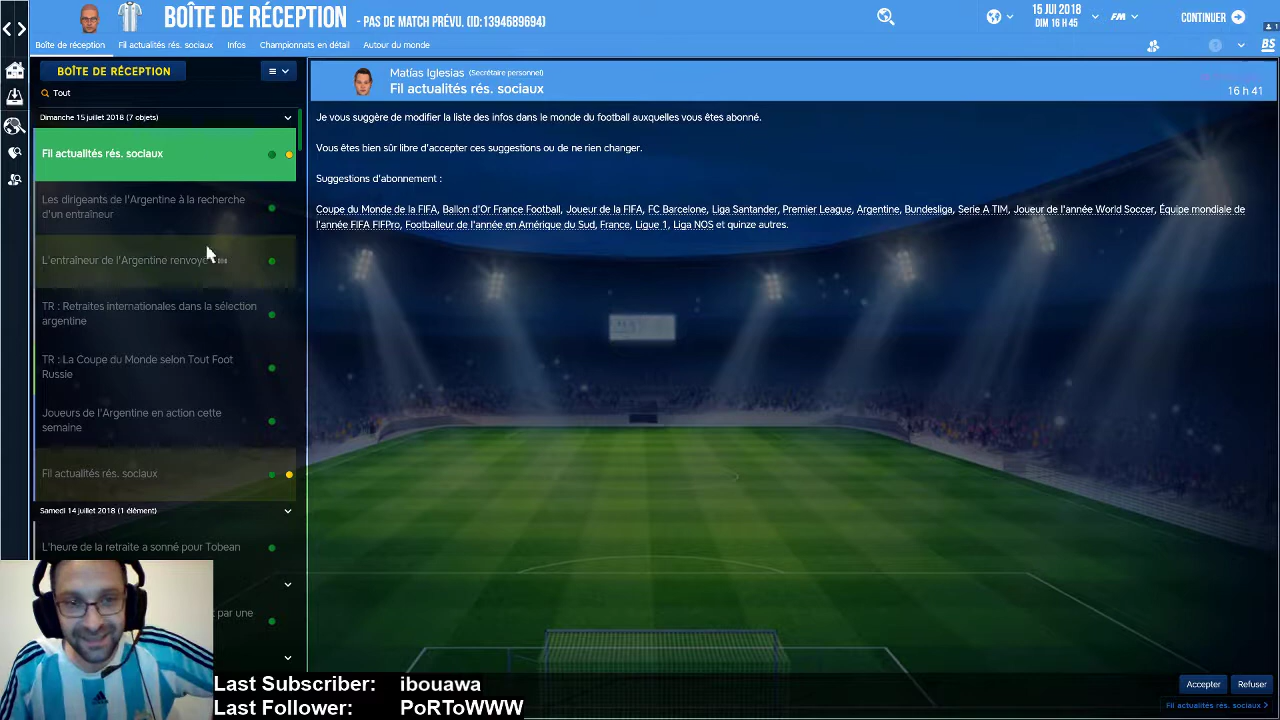 BOÎTE DE RÉCEPTION - PAS DE MATCH PRÉVU. (ID:1394689694)
15 JUI 2018
DIM 16 H 45
FM
CONTINUER
1
Boîte de réception Fil actualités rés. sociaux Infos Championnats en détail Autour du monde
BS
BOÎTE DE RÉCEPTION
Tout
Dimanche 15 juillet 2018 (7 objets)
Fil actualités rés. sociaux
Les dirigeants de l'Argentine à la recherche
d'un entraîneur
L'entraîneur de l'Argentine renvoyé
TR : Retraites internationales dans la sélection
argentine
TR : La Coupe du Monde selon Tout Foot
Russie
Joueurs de l'Argentine en action cette
semaine
Fil actualités rés. sociaux
Samedi 14 juillet 2018 (1 élément)
L'heure de la retraite a sonné pour Tobean
par une
Matías Iglesias (Secrétaire personnel)
Fil actualités rés. sociaux
16 h 41
Je vous suggère de modifier la liste des infos dans le monde du football auxquelles vous êtes abonné.
Vous êtes bien sûr libre d'accepter ces suggestions ou de ne rien changer.
Suggestions d'abonnement :
Coupe du Monde de la FIFA, Ballon d'Or France Football, Joueur de la FIFA, FC Barcelone, Liga Santander, Premier League, Argentine, Bundesliga, Serie A TIM, Joueur de l'année World Soccer, Équipe mondiale de
l'année FIFA FIFPro, Footballeur de l'année en Amérique du Sud, France, Ligue 1, Liga NOS et quinze autres.
Accepter Refuser
Fil actualités rés. sociaux >
Last Subscriber: ibouawa
Last Follower: PoRToWWW